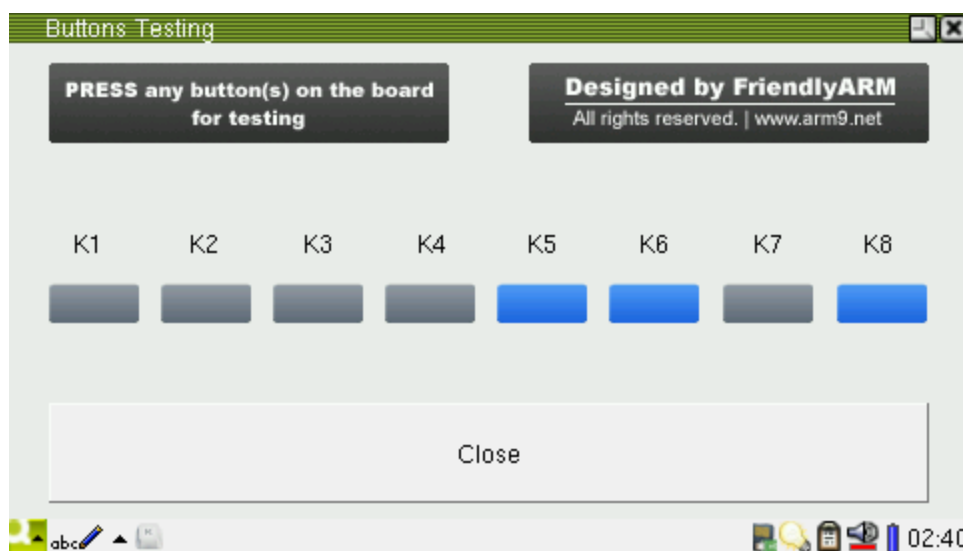 Buttons Testing
PRESS any button(s) on the board
for testing
Designed by FriendlyARM
All rights reserved. | www.arm9.net
K1 K2 K3 K4 K5 K6 K7 K8
Close
abc 02:40